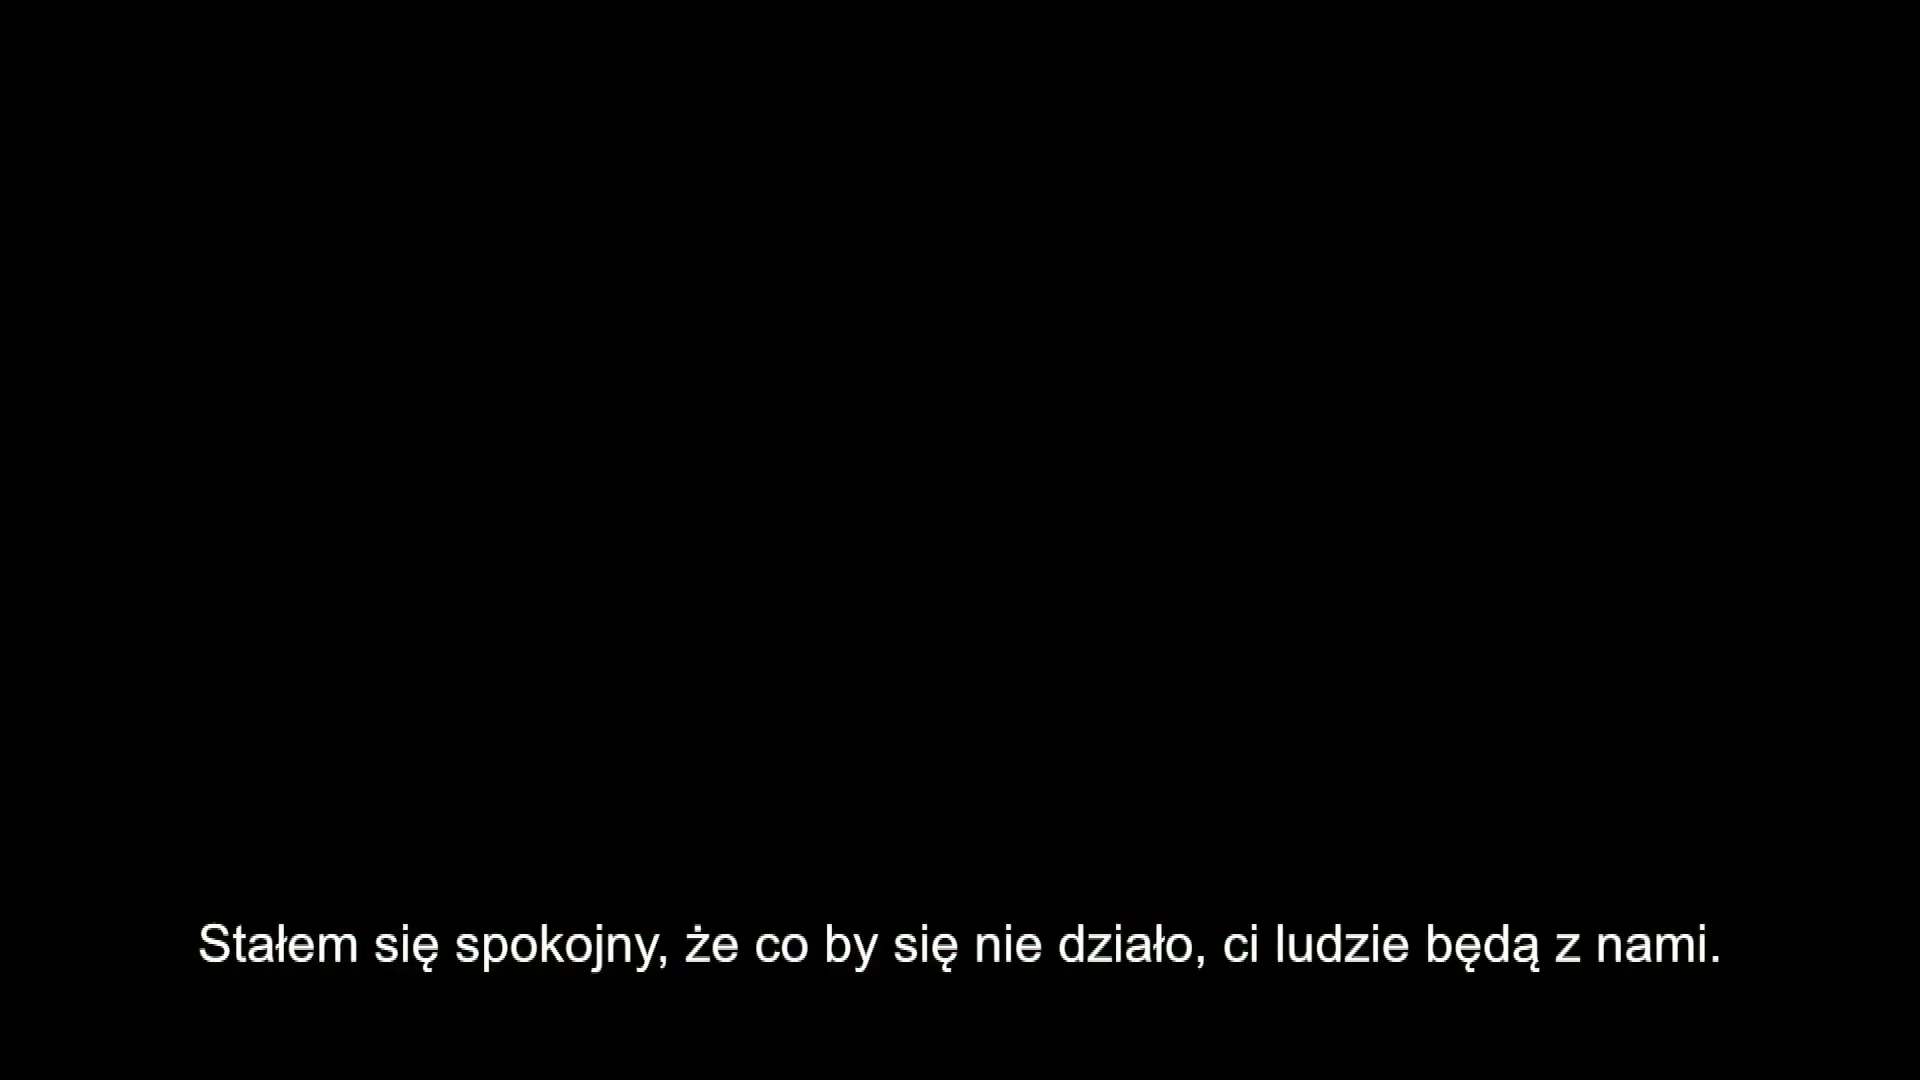 Stałem się spokojny, że co by się nie działo, ci ludzie będą z nami.